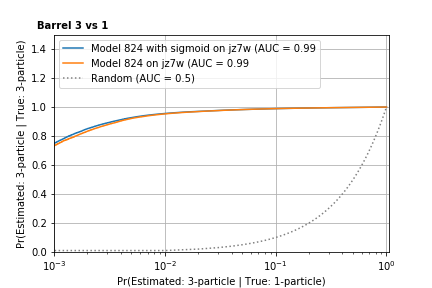 Barrel 3 vs 1
Model 824 with sigmoid on jz7w (AUC = 0.99
Model 824 on jz7w (AUC = 0.99
Random (AUC = 0.5)
Pr(Estimated: 3-particle | True: 3-particle)
1.4
1.2
1.0
0.8
0.6
0.4
0.2
0.0
10⁻³
10⁻²
10⁻¹
10⁰
Pr(Estimated: 3-particle | True: 1-particle)